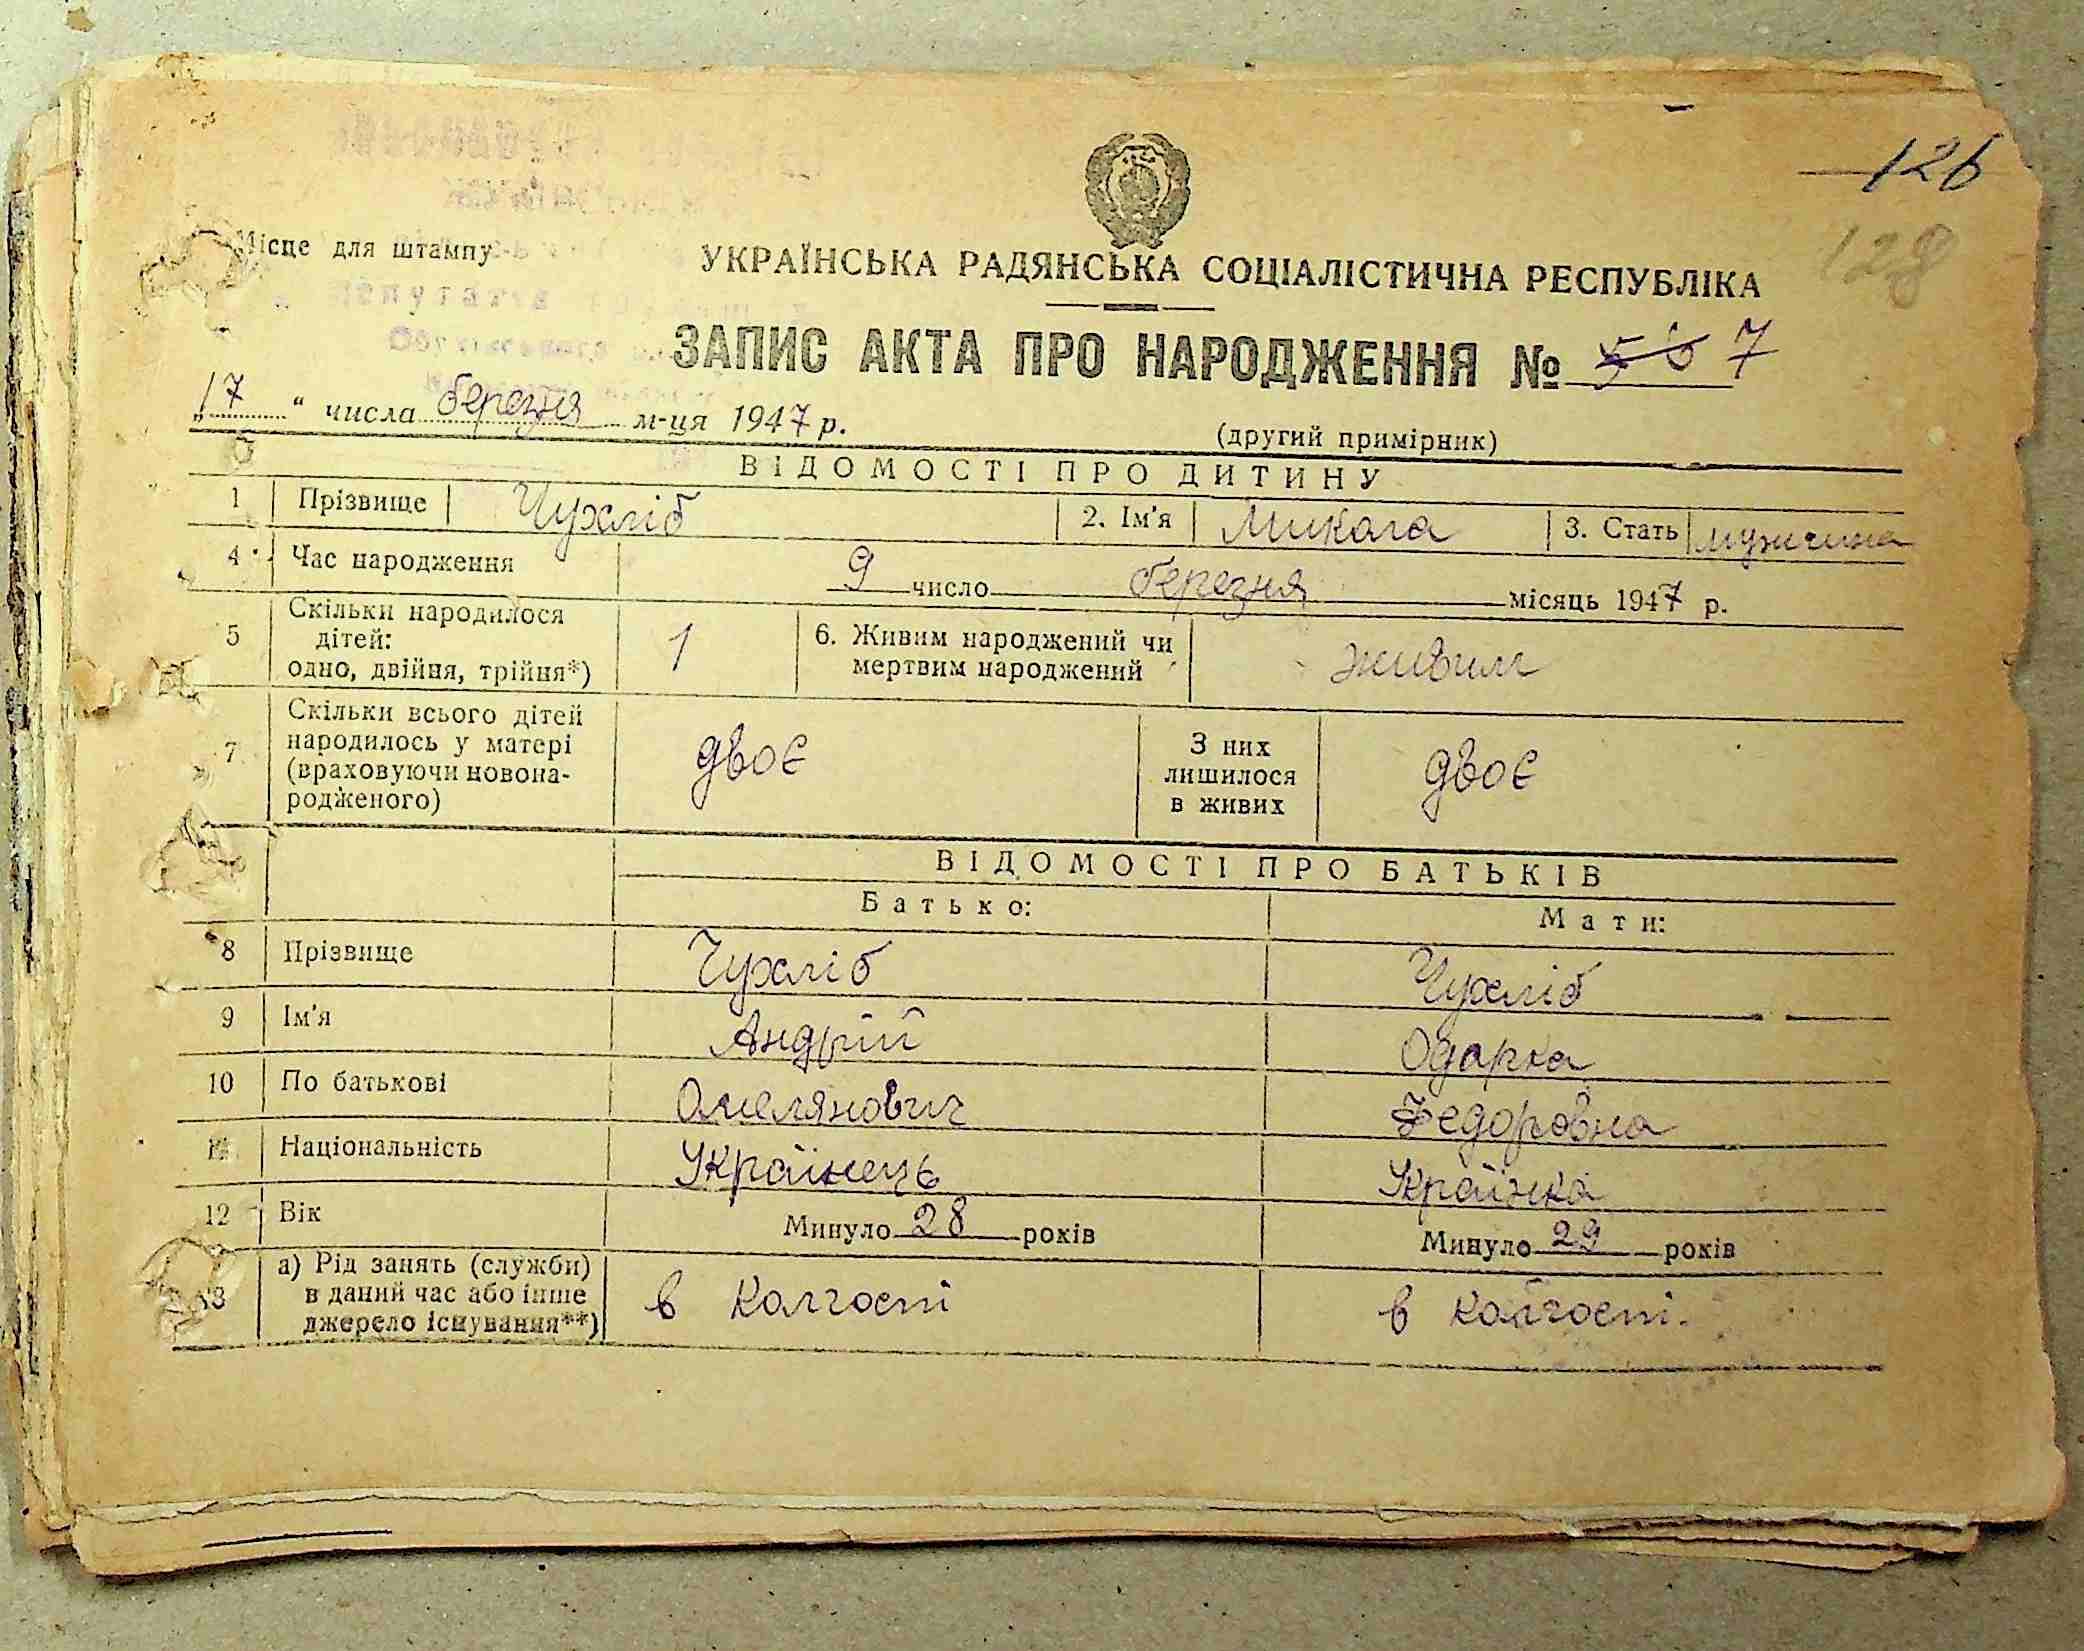 126
128
Місце для штампу
УКРАЇНСЬКА РАДЯНСЬКА СОЦІАЛІСТИЧНА РЕСПУБЛІКА
ЗАПИС АКТА ПРО НАРОДЖЕННЯ № 7
„17“ числа березня м-ця 1947 р.
(другий примірник)
ВІДОМОСТІ ПРО ДИТИНУ
1 Прізвище Чухліб 2. Ім'я Микола 3. Стать мужчина
4 Час народження 9 число березня місяць 1947 р.
5 Скільки народилося дітей: одно, двійня, трійня*) 1 6. Живим народжений чи мертвим народжений живим
7 Скільки всього дітей народилось у матері (враховуючи новонародженого) двоє З них лишилося в живих двоє
ВІДОМОСТІ ПРО БАТЬКІВ
Батько: Мати:
8 Прізвище Чухліб Чухліб
9 Ім'я Андрій Одарка
10 По батькові Омелянович Федоровна
11 Національність Українець Українка
12 Вік Минуло 28 років Минуло 29 років
13 а) Рід занять (служби) в даний час або інше джерело існування**) в колгоспі в колгоспі.